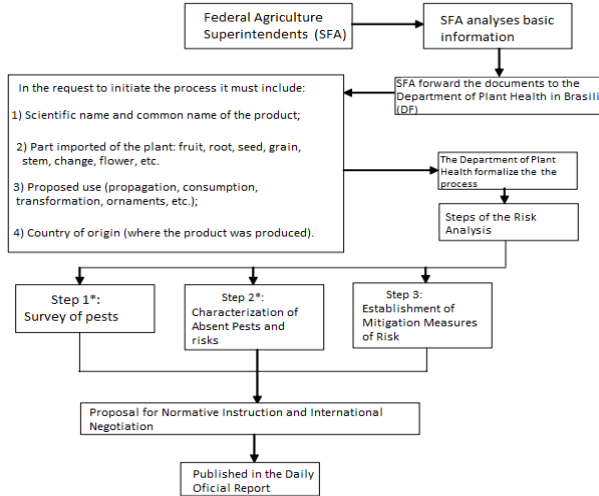 Federal Agriculture
Superintendents (SFA)
SFA analyses basic
information
SFA forward the documents to the
Department of Plant Health in Brasili
(DF)
In the request to initiate the process it must include:
1) Scientific name and common name of the product;
2) Part imported of the plant: fruit, root, seed, grain,
stem, change, flower, etc.
3) Proposed use (propagation, consumption,
transformation, ornaments, etc.);
4) Country of origin (where the product was produced).
The Department of Plant
Health formalize the the
process
Steps of the Risk
Analysis
Step 1*:
Survey of pests
Step 2*:
Characterization of
Absent Pests and
risks
Step 3:
Establishment of
Mitigation Measures
of Risk
Proposal for Normative Instruction and International
Negotiation
Published in the Daily
Oficial Report